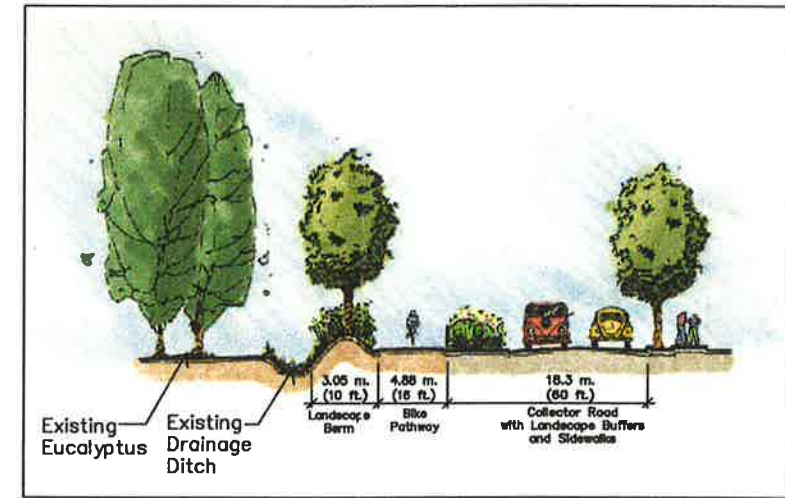 3.05 m.
(10 ft.)
Landscape
Berm
4.88 m.
(16 ft.)
Bike
Pathway
18.3 m.
(60 ft.)
Collector Road
with Landscape Buffers
and Sidewalks
Existing
Eucalyptus
Existing
Drainage
Ditch